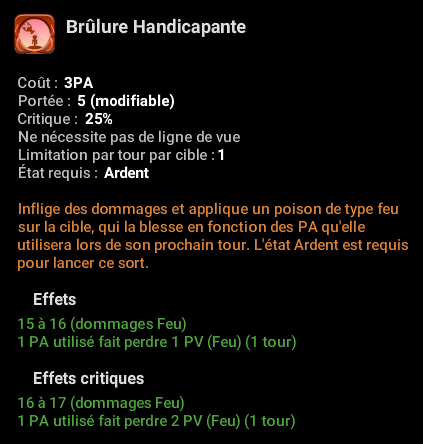 Brûlure Handicapante
Coût : 3PA
Portée : 5 (modifiable)
Critique : 25%
Ne nécessite pas de ligne de vue
Limitation par tour par cible : 1
État requis : Ardent
Inflige des dommages et applique un poison de type feu
sur la cible, qui la blesse en fonction des PA qu'elle
utilisera lors de son prochain tour. L'état Ardent est requis
pour lancer ce sort.
Effets
15 à 16 (dommages Feu)
1 PA utilisé fait perdre 1 PV (Feu) (1 tour)
Effets critiques
16 à 17 (dommages Feu)
1 PA utilisé fait perdre 2 PV (Feu) (1 tour)